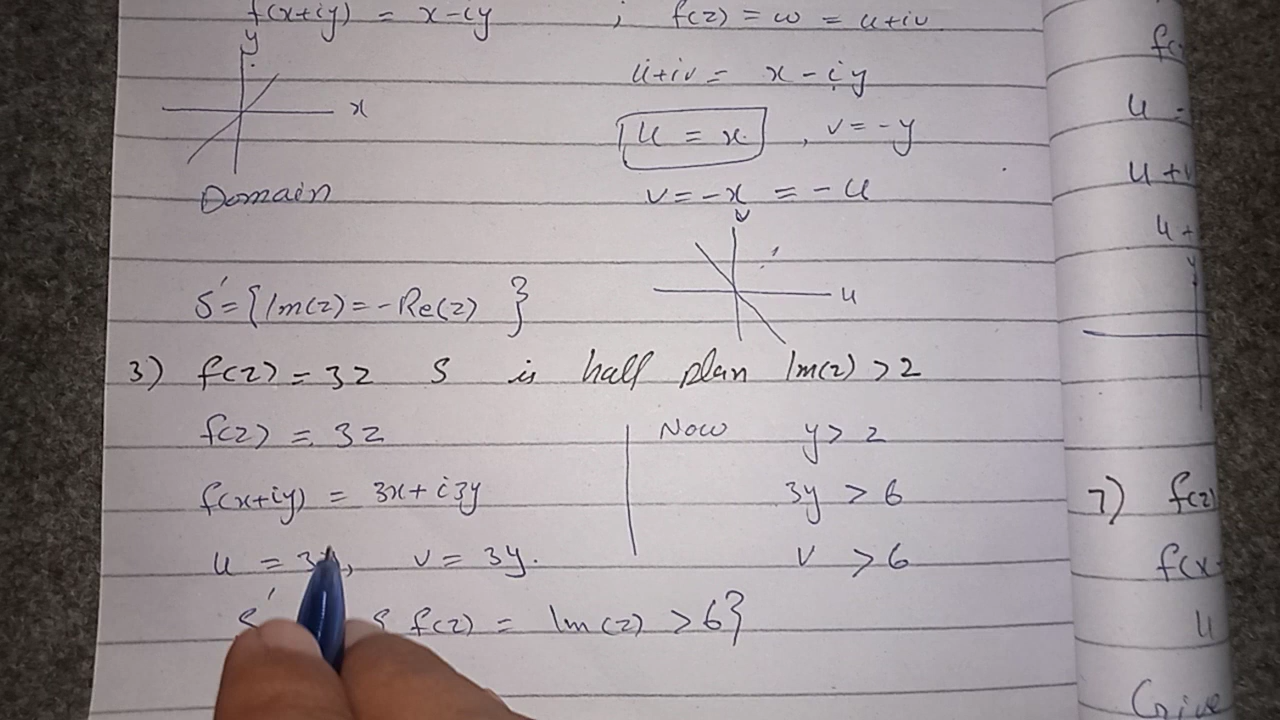 f(x+iy) = x-iy ; f(z) = w = u+iv
y
x
Domain
u+iv = x-iy
u = x , v=-y
v=-x = -u
v
u
S'={Im(z)=-Re(z) }
3) f(z)=3z S is half plan Im(z) >2
f(z) = 3z
f(x+iy) = 3x+i3y
u = 3x, v= 3y.
Now y> 2
3y > 6
v >6
S' { f(z) = Im(z) >6}
u =
u +
7) f(z)
f(x
u
Give